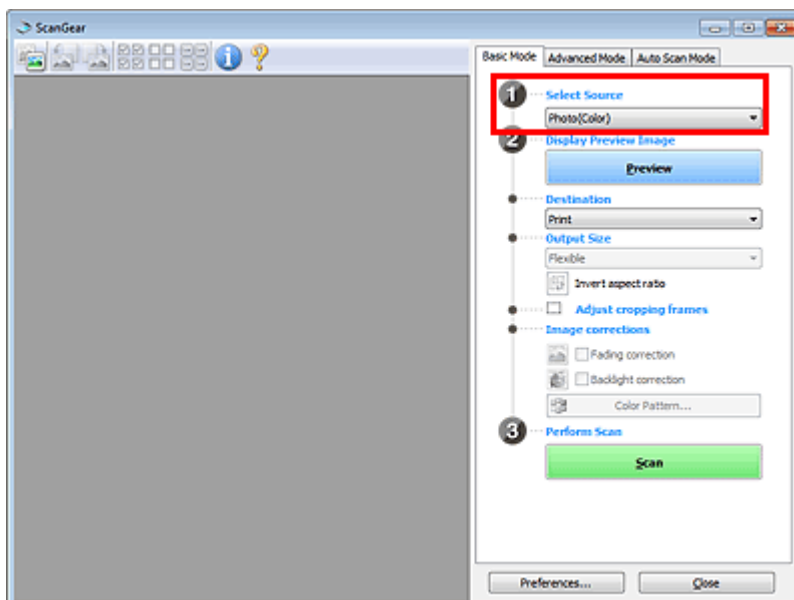 ScanGear
Basic Mode
Advanced Mode
Auto Scan Mode
1
Select Source
Photo(Color)
2
Display Preview Image
Preview
Destination
Print
Output Size
Flexible
Invert aspect ratio
Adjust cropping frames
Image corrections
Fading correction
Backlight correction
Color Pattern...
3
Perform Scan
Scan
Preferences...
Close